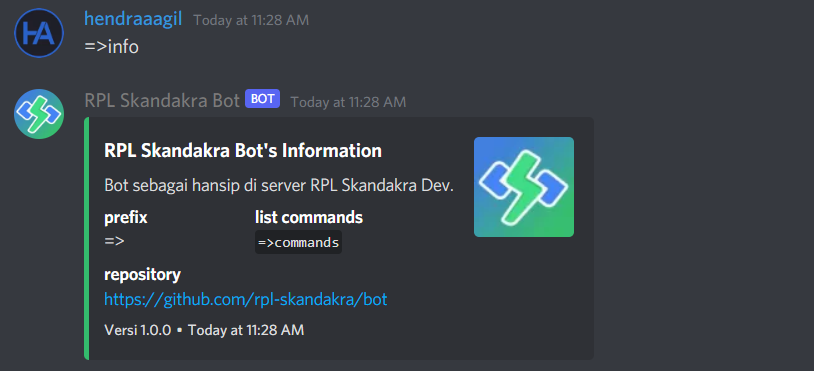 HA
hendraaagil Today at 11:28 AM
=>info
RPL Skandakra Bot BOT Today at 11:28 AM
RPL Skandakra Bot's Information
Bot sebagai hansip di server RPL Skandakra Dev.
prefix list commands
=> =>commands
repository
https://github.com/rpl-skandakra/bot
Versi 1.0.0 • Today at 11:28 AM